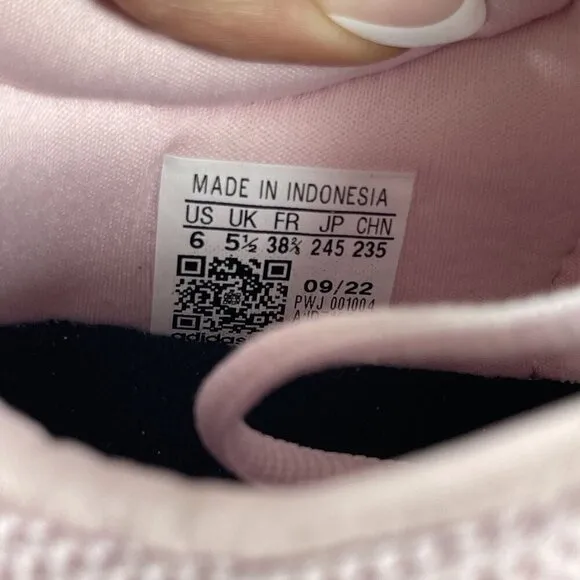 MADE IN INDONESIA
US UK FR JP CHN
6 5½ 38⅔ 245 235
09/22
PWJ 001004
adidas